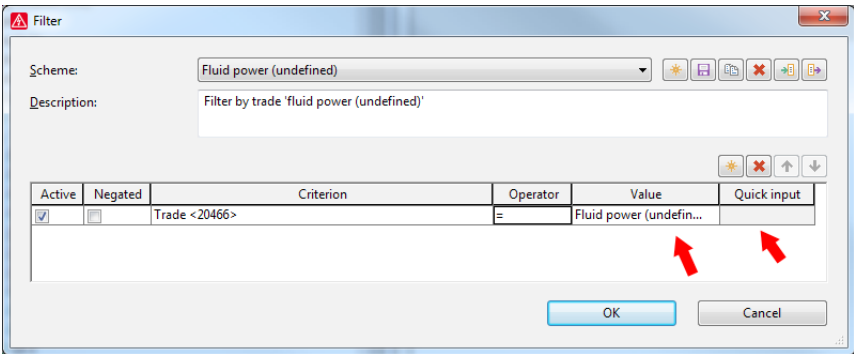 Filter
Scheme: Fluid power (undefined)
Description: Filter by trade 'fluid power (undefined)'
Active Negated Criterion Operator Value Quick input
Trade <20466> = Fluid power (undefin...
OK Cancel